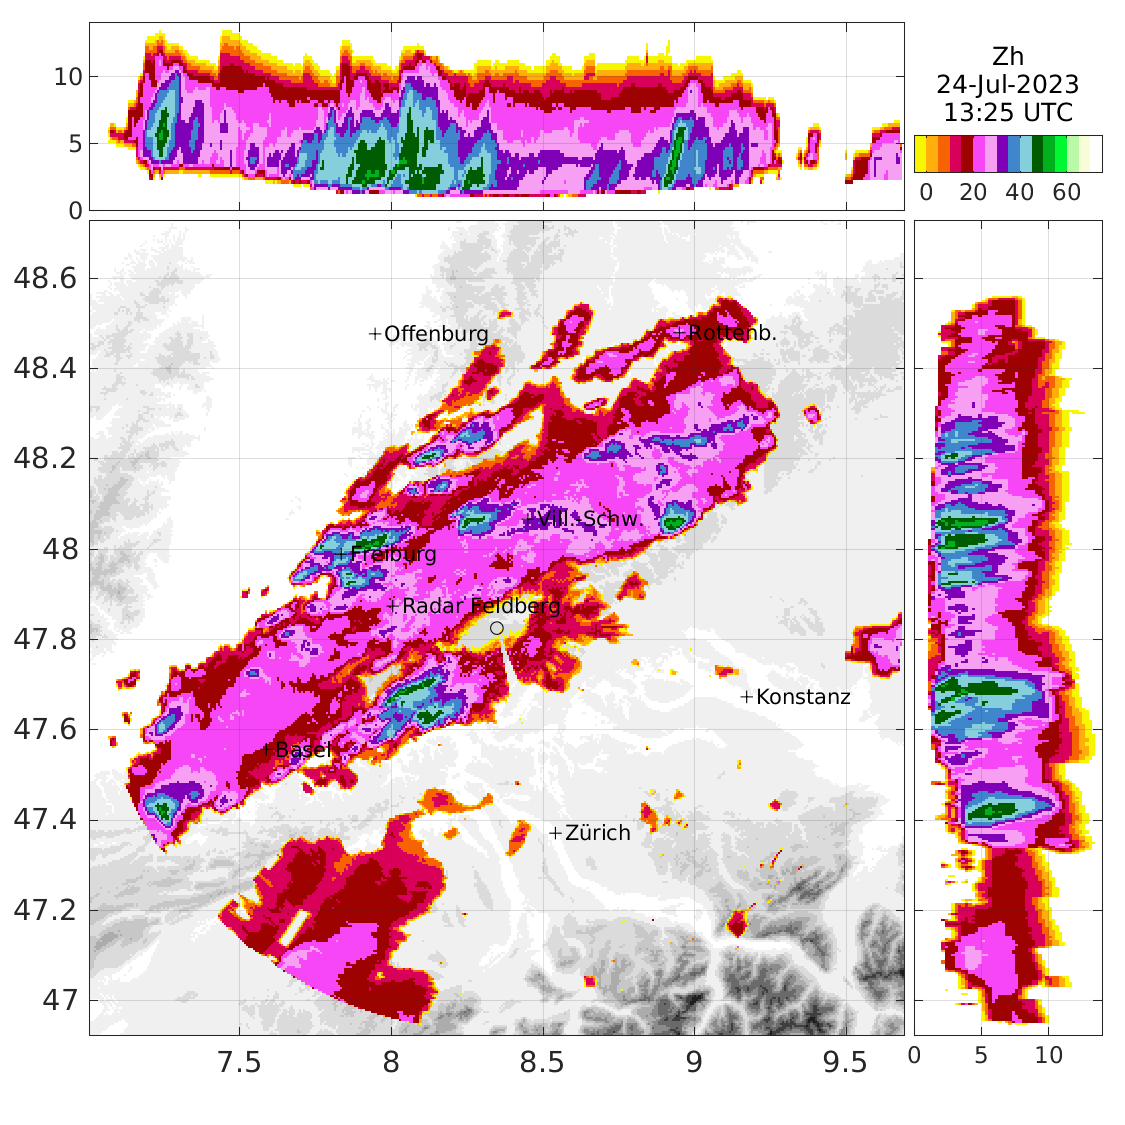 10
5
0
Zh
24-Jul-2023
13:25 UTC
0 20 40 60
48.6
48.4
48.2
48
47.8
47.6
47.4
47.2
47
+Offenburg
+Rottenb.
+Vill.-Schw.
+Freiburg
+Radar Feldberg
+Konstanz
+Basel
+Zürich
7.5 8 8.5 9 9.5
0 5 10